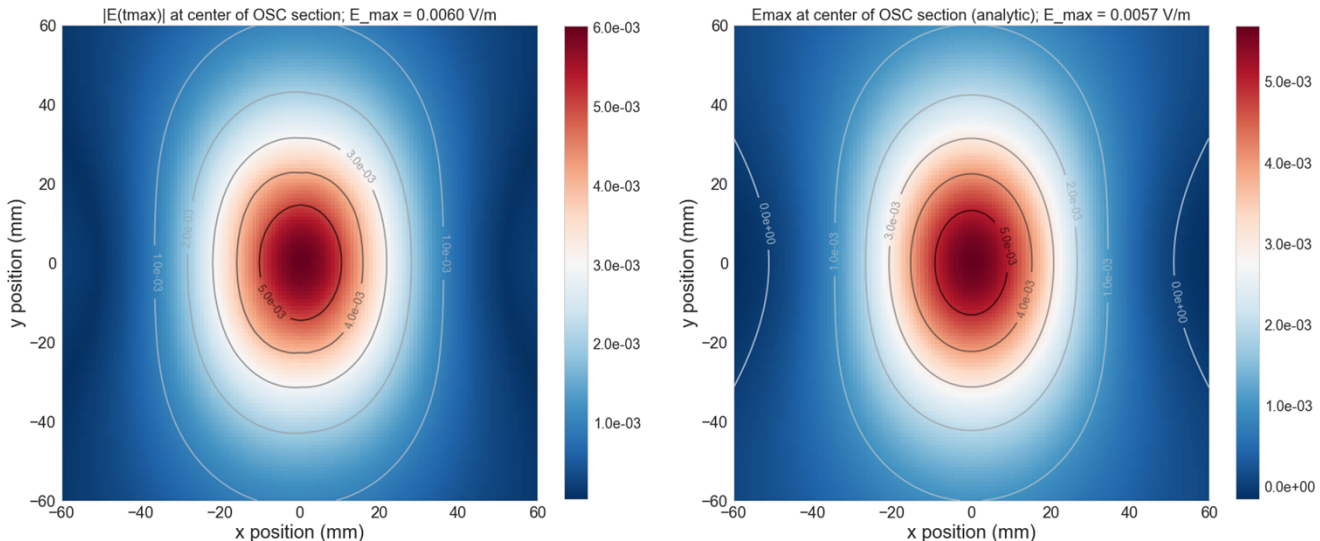 |E(tmax)| at center of OSC section; E_max = 0.0060 V/m
60
40
20
0
−20
−40
−60
y position (mm)
−60
−40
−20
0
20
40
60
x position (mm)
3.0e-03
2.0e-03
1.0e-03
1.0e-03
5.0e-03
4.0e-03
6.0e-03
5.0e-03
4.0e-03
3.0e-03
2.0e-03
1.0e-03
Emax at center of OSC section (analytic); E_max = 0.0057 V/m
60
40
20
0
−20
−40
−60
y position (mm)
−60
−40
−20
0
20
40
60
x position (mm)
2.0e-03
3.0e-03
0.0e+00
1.0e-03
5.0e-03
1.0e-03
0.0e+00
4.0e-03
5.0e-03
4.0e-03
3.0e-03
2.0e-03
1.0e-03
0.0e+00